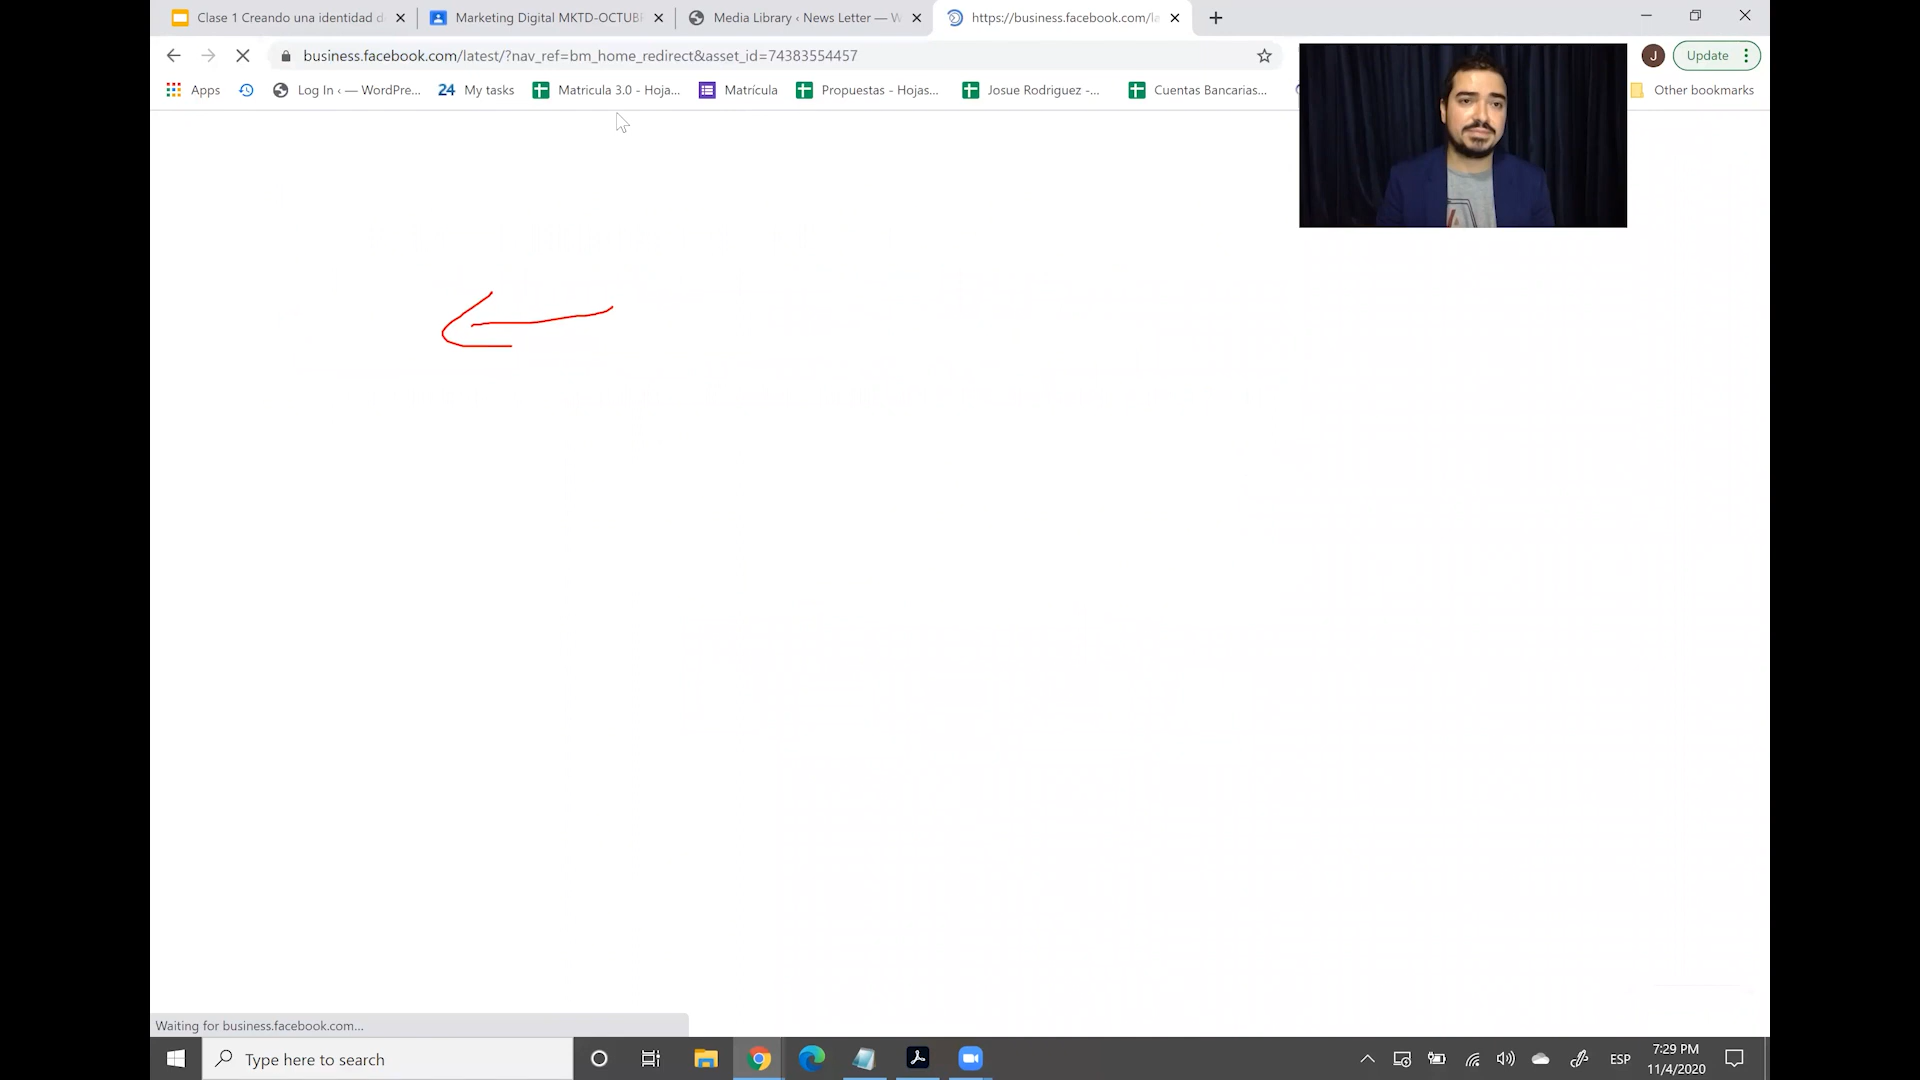 Clase 1 Creando una identidad d
Marketing Digital MKTD-OCTUB
Media Library ‹ News Letter — W
https://business.facebook.com/la
business.facebook.com/latest/?nav_ref=bm_home_redirect&asset_id=74383554457
J
Update
Apps
Log In ‹ — WordPre...
24
My tasks
Matricula 3.0 - Hoja...
Matrícula
Propuestas - Hojas...
Josue Rodriguez -...
Cuentas Bancarias...
Other bookmarks
Waiting for business.facebook.com...
Type here to search
ESP
7:29 PM
11/4/2020